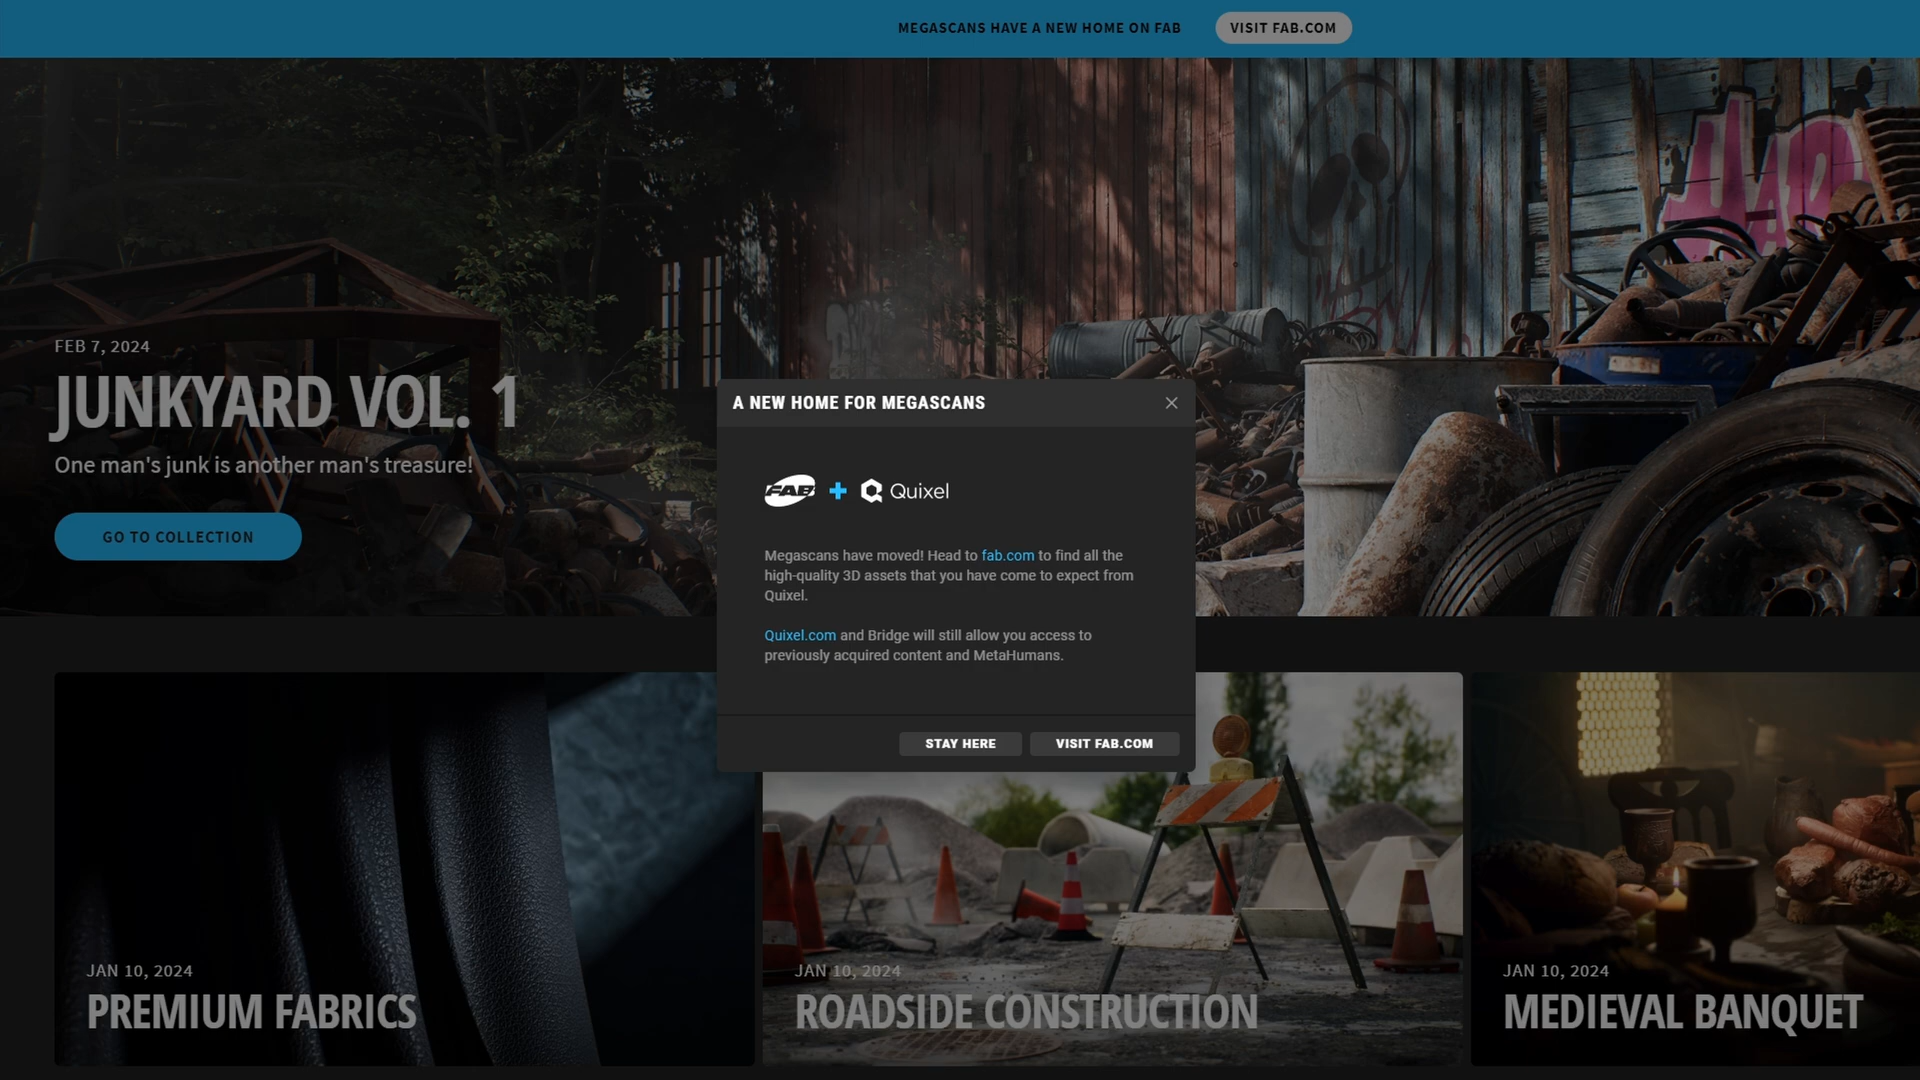 MEGASCANS HAVE A NEW HOME ON FAB
VISIT FAB.COM
FEB 7, 2024
JUNKYARD VOL. 1
One man's junk is another man's treasure!
GO TO COLLECTION
A NEW HOME FOR MEGASCANS
FAB + Quixel
Megascans have moved! Head to fab.com to find all the
high-quality 3D assets that you have come to expect from
Quixel.
Quixel.com and Bridge will still allow you access to
previously acquired content and MetaHumans.
STAY HERE
VISIT FAB.COM
JAN 10, 2024
PREMIUM FABRICS
JAN 10, 2024
ROADSIDE CONSTRUCTION
JAN 10, 2024
MEDIEVAL BANQUET